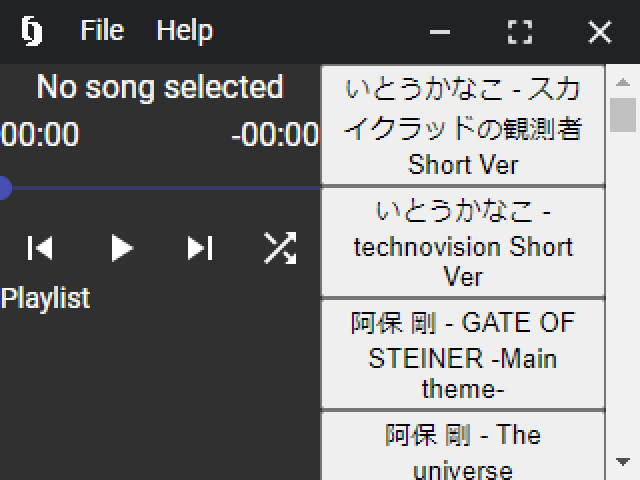 File Help
No song selected
00:00 -00:00
Playlist
いとうかなこ - スカ
イクラッドの観測者
Short Ver
いとうかなこ -
technovision Short
Ver
阿保 剛 - GATE OF
STEINER -Main
theme-
阿保 剛 - The
universe